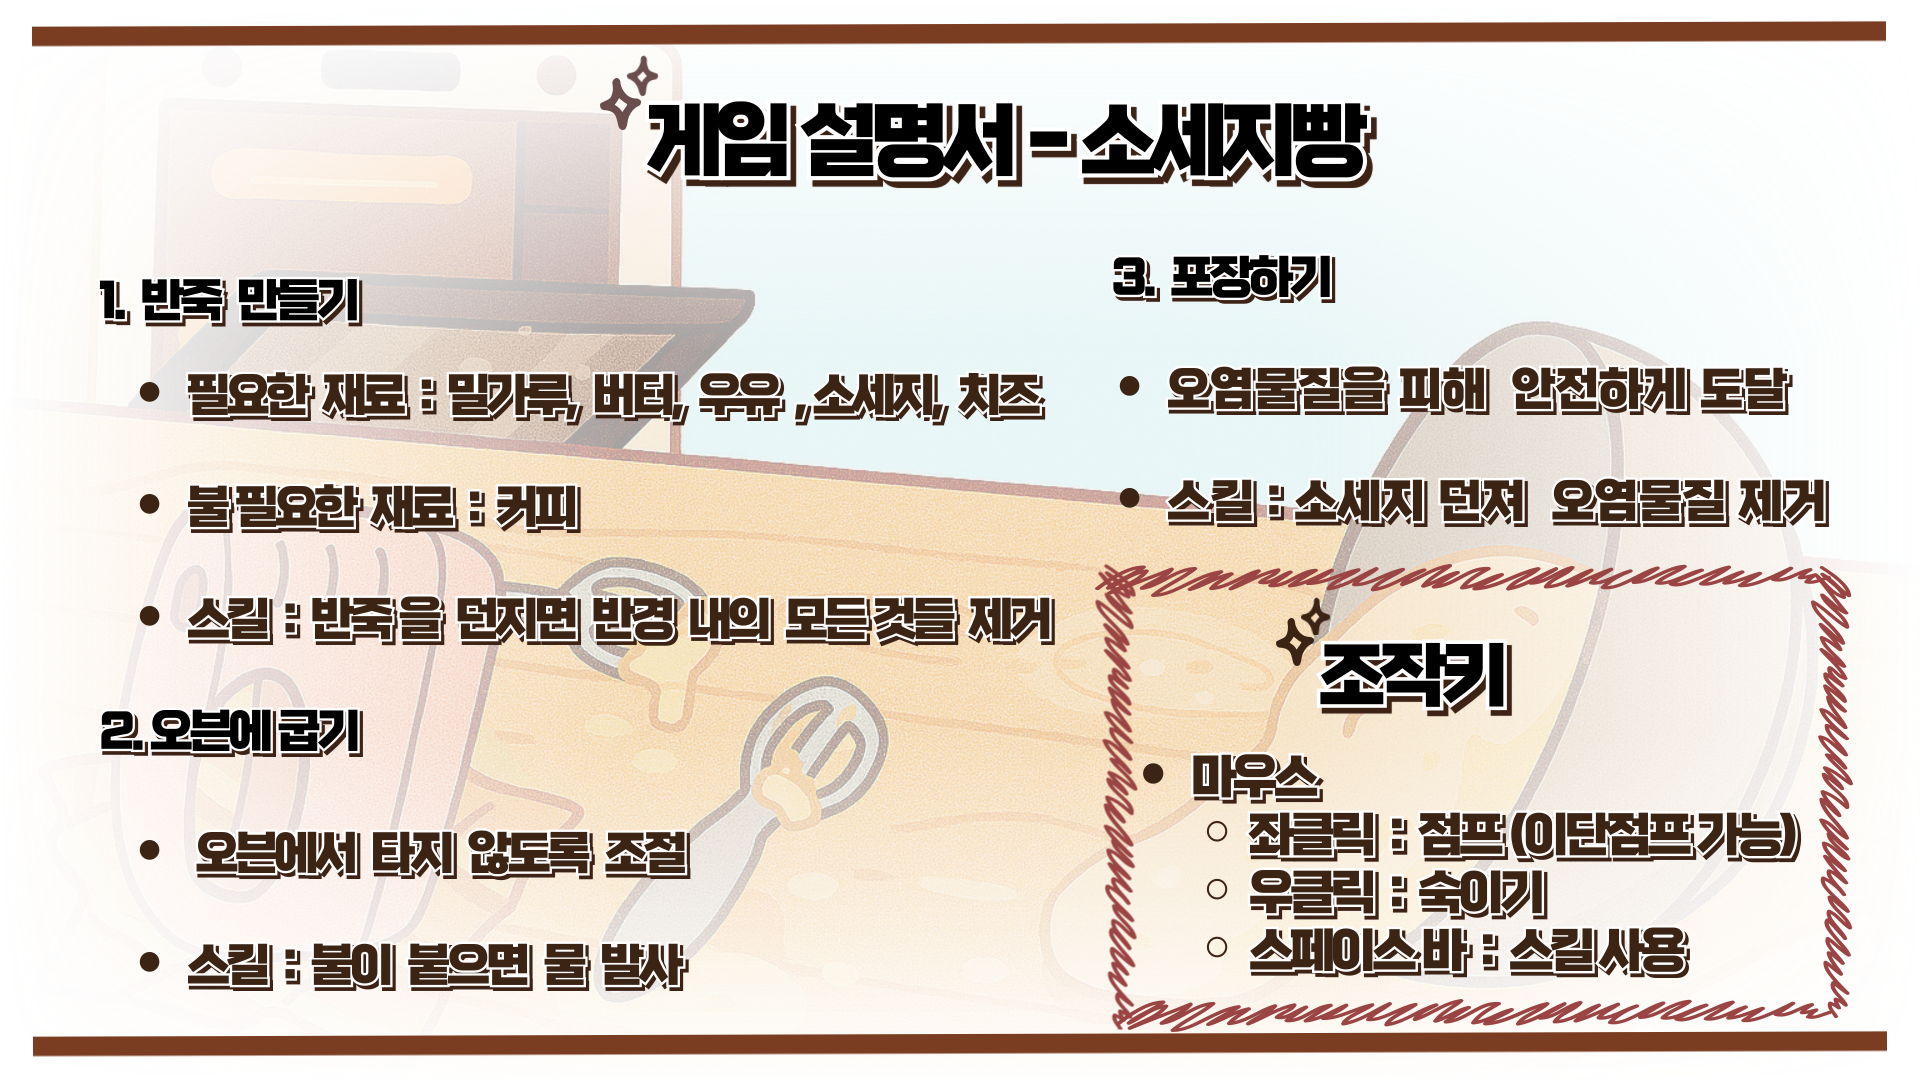 게임 설명서 - 소세지빵
1. 반죽 만들기
필요한 재료 : 밀가루, 버터, 우유 ,소세지, 치즈
불필요한 재료 : 커피
스킬 : 반죽을 던지면 반경 내의 모든것들 제거
2. 오븐에 굽기
오븐에서 타지 않도록 조절
스킬 : 불이 붙으면 물 발사
3. 포장하기
오염물질을 피해 안전하게 도달
스킬 : 소세지 던져 오염물질 제거
조작키
마우스
좌클릭 : 점프 (이단점프 가능)
우클릭 : 숙이기
스페이스바 : 스킬 사용